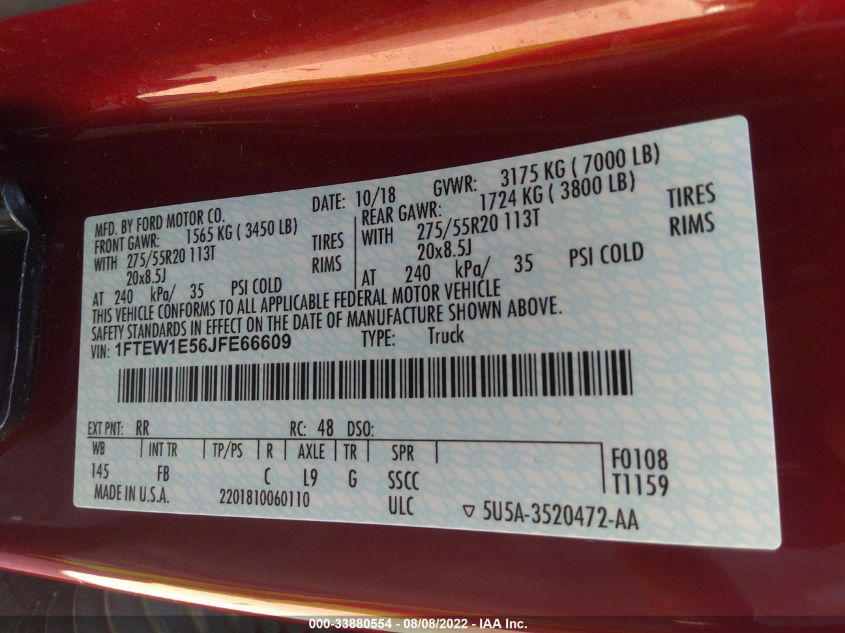 MFD. BY FORD MOTOR CO. DATE: 10/18 GVWR: 3175 KG ( 7000 LB)
FRONT GAWR: 1565 KG ( 3450 LB) REAR GAWR: 1724 KG ( 3800 LB)
WITH 275/55R20 113T TIRES WITH 275/55R20 113T TIRES
20x8.5J RIMS 20x8.5J RIMS
AT 240 kPa/ 35 PSI COLD AT 240 kPa/ 35 PSI COLD
THIS VEHICLE CONFORMS TO ALL APPLICABLE FEDERAL MOTOR VEHICLE
SAFETY STANDARDS IN EFFECT ON THE DATE OF MANUFACTURE SHOWN ABOVE.
VIN: 1FTEW1E56JFE66609 TYPE: Truck
EXT PNT: RR RC: 48 DSO:
WB INT TR TP/PS R AXLE TR SPR F0108
145 FB C L9 G SSCC T1159
MADE IN U.S.A. 2201810060110 ULC ▽ 5U5A-3520472-AA
000-33880554 - 08/08/2022 - IAA Inc.